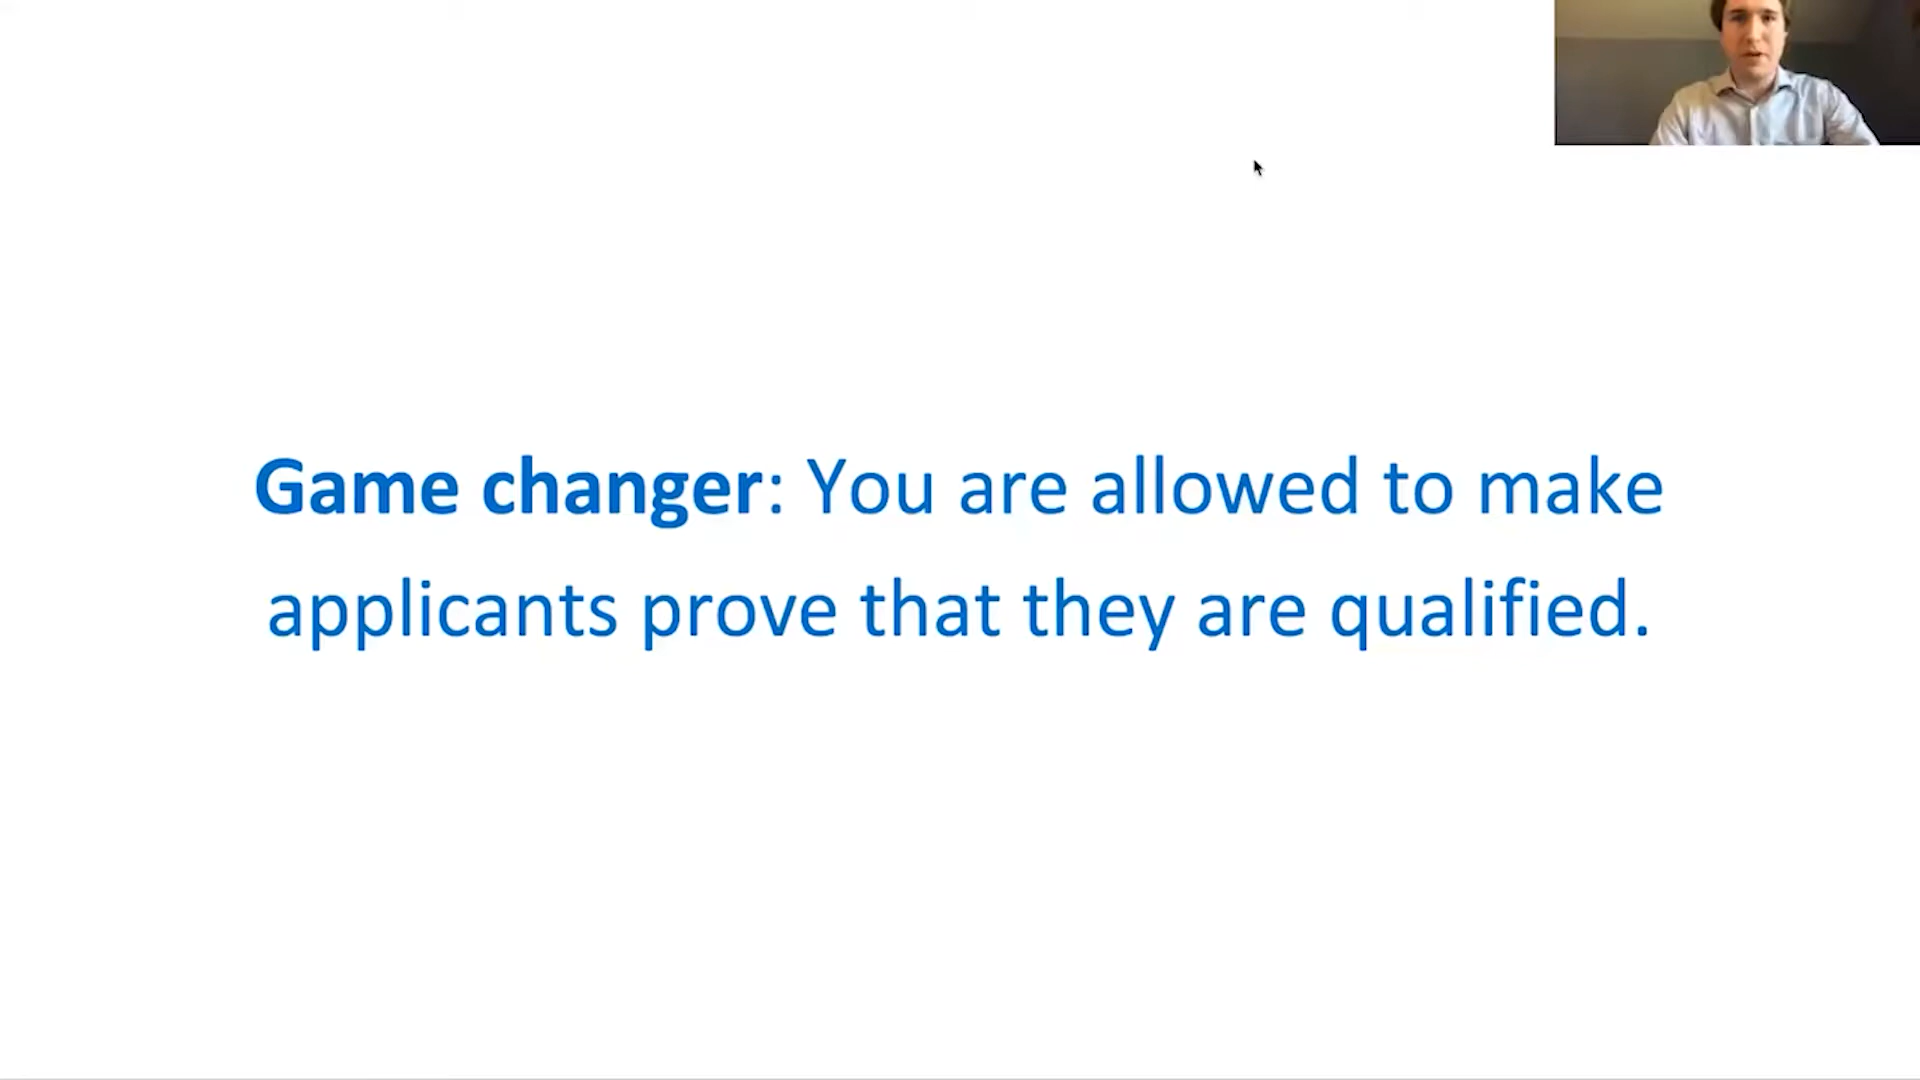 Game changer: You are allowed to make
applicants prove that they are qualified.